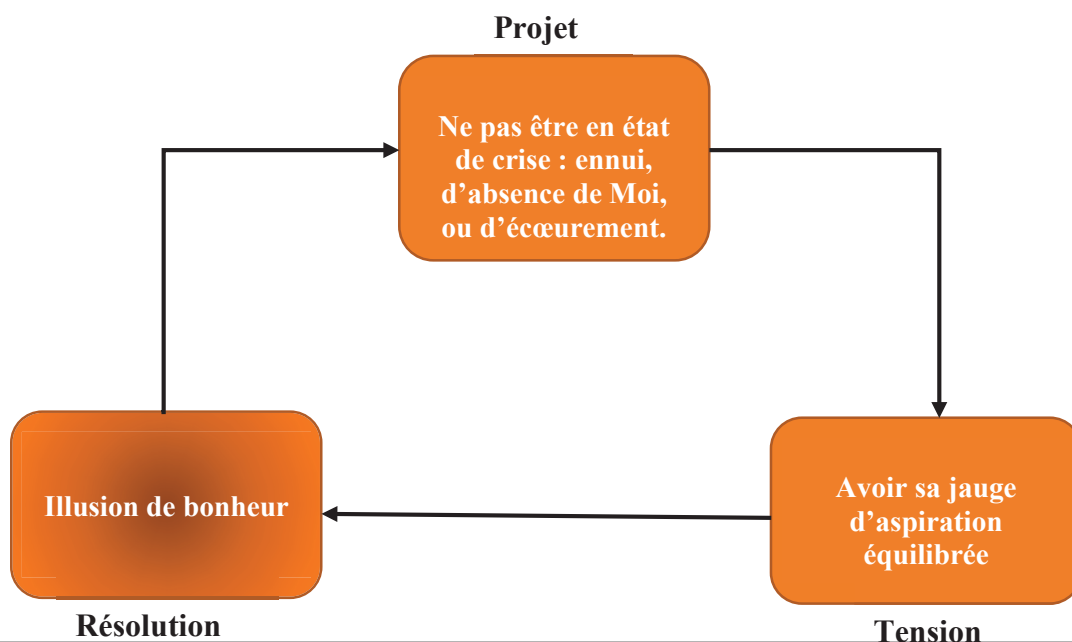 Projet
Ne pas être en état
de crise : ennui,
d’absence de Moi,
ou d’écœurement.
Illusion de bonheur
Avoir sa jauge
d’aspiration
équilibrée
Résolution
Tension